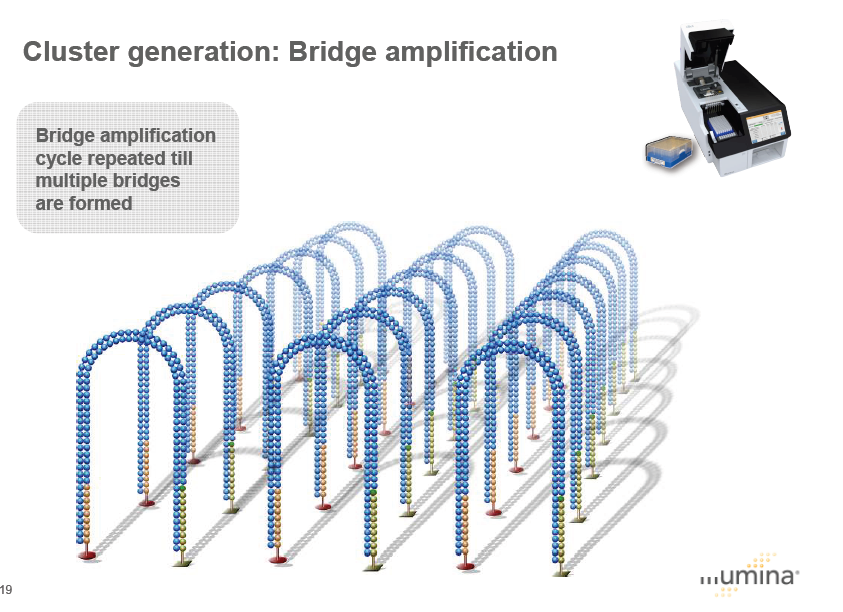 Cluster generation: Bridge amplification
Bridge amplification
cycle repeated till
multiple bridges
are formed
19
illumina®